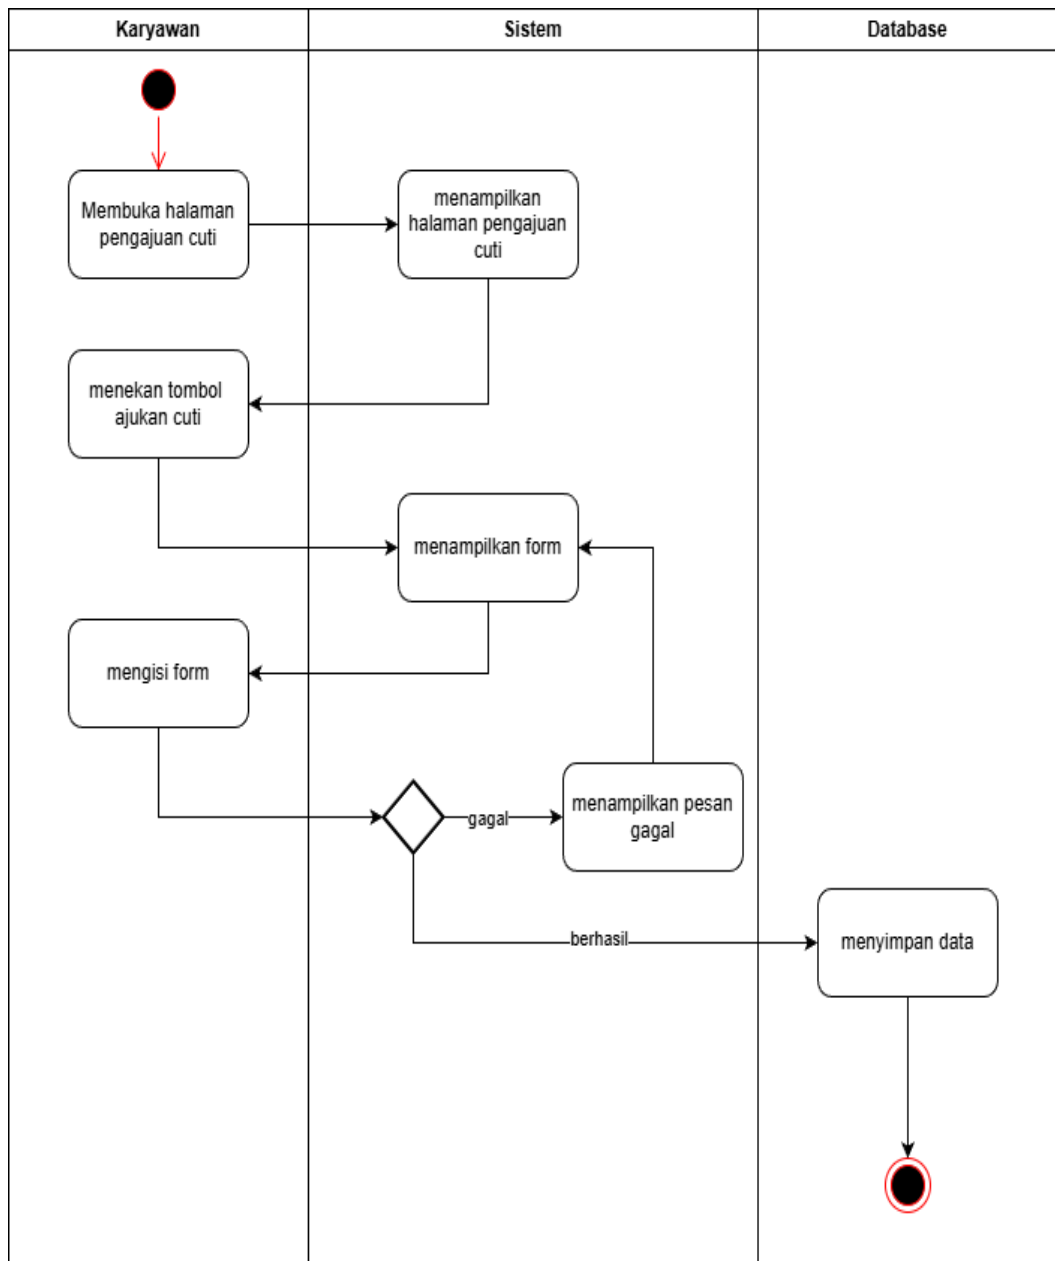 Karyawan
Sistem
Database
Membuka halaman
pengajuan cuti
menampilkan
halaman pengajuan
cuti
menekan tombol
ajukan cuti
menampilkan form
mengisi form
gagal
menampilkan pesan
gagal
berhasil
menyimpan data